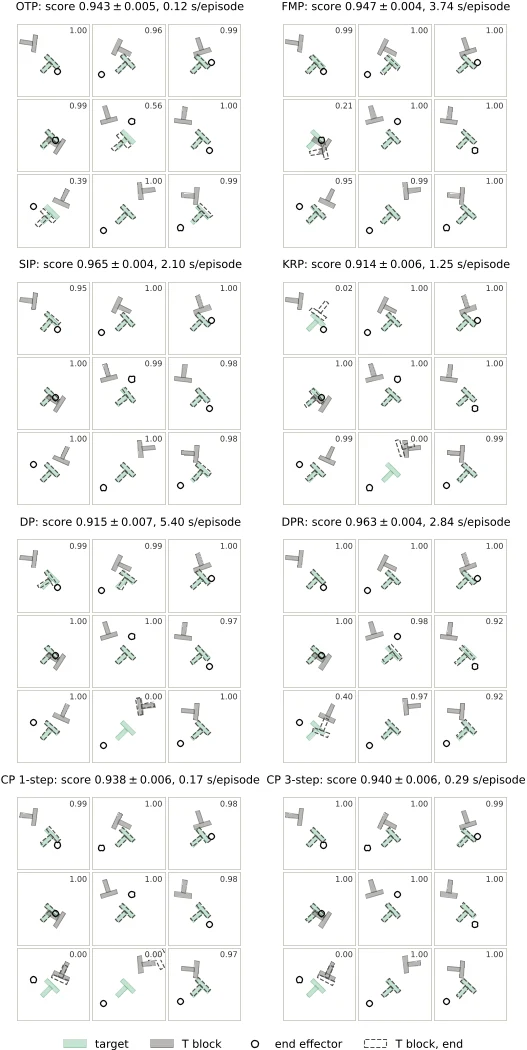 OTP: score 0.943 ± 0.005, 0.12 s/episode
1.00 0.96 0.99
0.99 0.56 1.00
0.39 1.00 0.99
FMP: score 0.947 ± 0.004, 3.74 s/episode
0.99 1.00 1.00
0.21 1.00 1.00
0.95 0.99 1.00
SIP: score 0.965 ± 0.004, 2.10 s/episode
0.95 1.00 1.00
1.00 0.99 0.98
1.00 1.00 0.98
KRP: score 0.914 ± 0.006, 1.25 s/episode
0.02 1.00 1.00
1.00 1.00 1.00
0.99 0.00 0.99
DP: score 0.915 ± 0.007, 5.40 s/episode
0.99 0.99 1.00
1.00 1.00 0.97
1.00 0.00 1.00
DPR: score 0.963 ± 0.004, 2.84 s/episode
1.00 1.00 1.00
1.00 0.98 0.92
0.40 0.97 0.92
CP 1-step: score 0.938 ± 0.006, 0.17 s/episode
0.99 1.00 0.98
1.00 1.00 0.98
0.00 0.00 0.97
CP 3-step: score 0.940 ± 0.006, 0.29 s/episode
1.00 1.00 0.99
1.00 1.00 1.00
0.00 1.00 1.00
target T block end effector T block, end